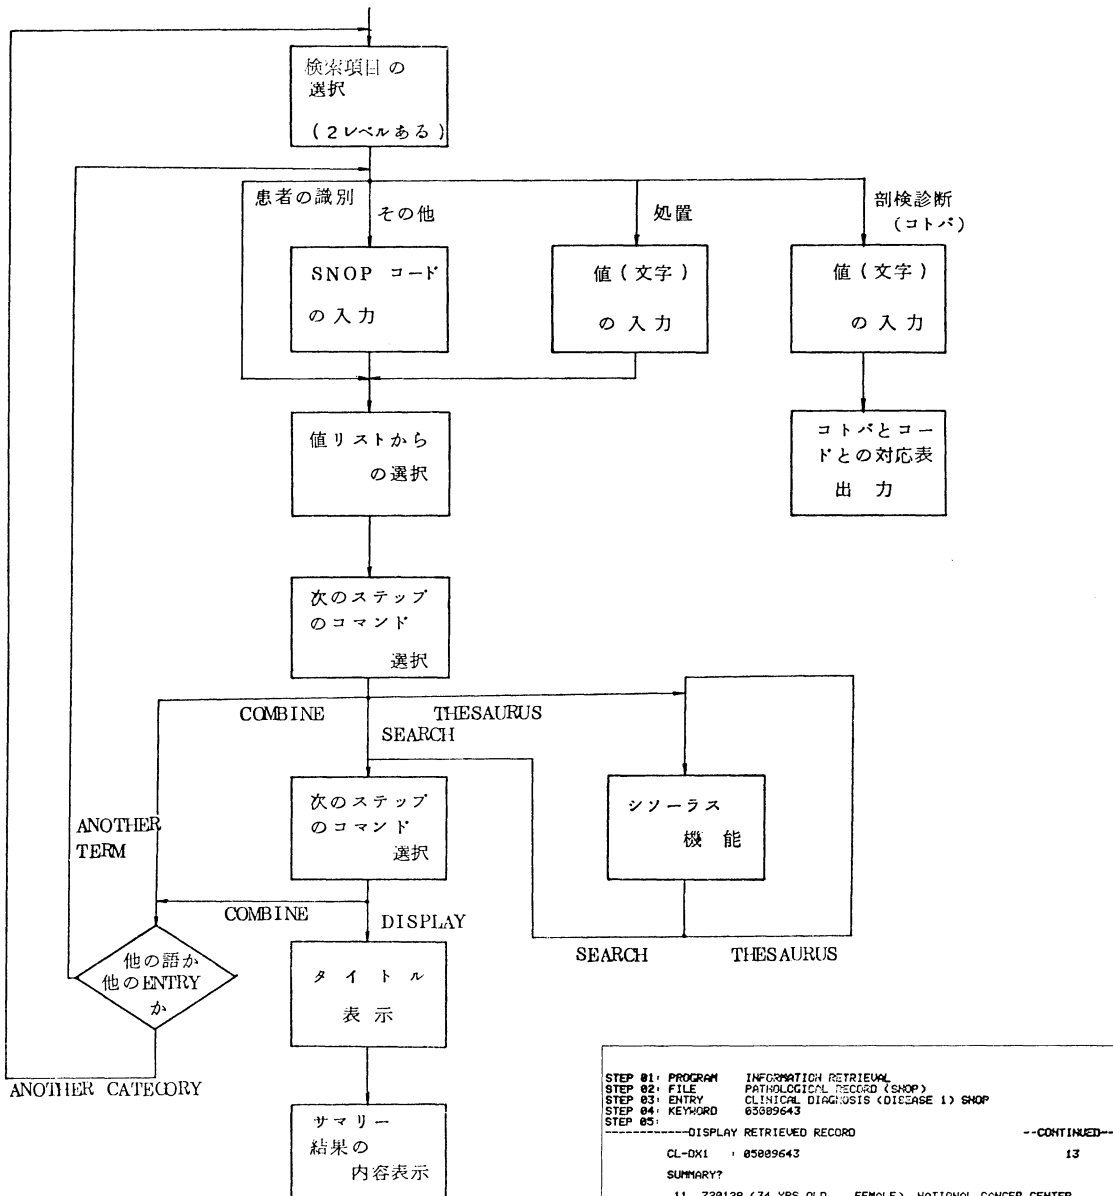 検索項目の
選択
(2レベルある)
患者の識別
その他
処置
剖検診断
(コトバ)
SNOP コード
の入力
値(文字)
の入力
値(文字)
の入力
値リストから
の選択
コトバとコー
ドとの対応表
出力
次のステップ
のコマンド
選択
COMBINE
THESAURUS
SEARCH
次のステップ
のコマンド
選択
シソーラス
機能
ANOTHER
TERM
COMBINE
DISPLAY
SEARCH
THESAURUS
他の語か
他のENTRY
か
タイトル
表示
ANOTHER CATEGORY
サマリー
結果の
内容表示
STEP 01: PROGRAM INFORMATION RETRIEVAL
STEP 02: FILE PATHOLOGICAL RECORD (SNOP)
STEP 03: ENTRY CLINICAL DIAGNOSIS (DISEASE 1) SNOP
STEP 04: KEYWORD 05009643
STEP 05:
------------DISPLAY RETRIEVED RECORD --CONTINUED--
CL-DX1 : 05009643 13
SUMMARY?